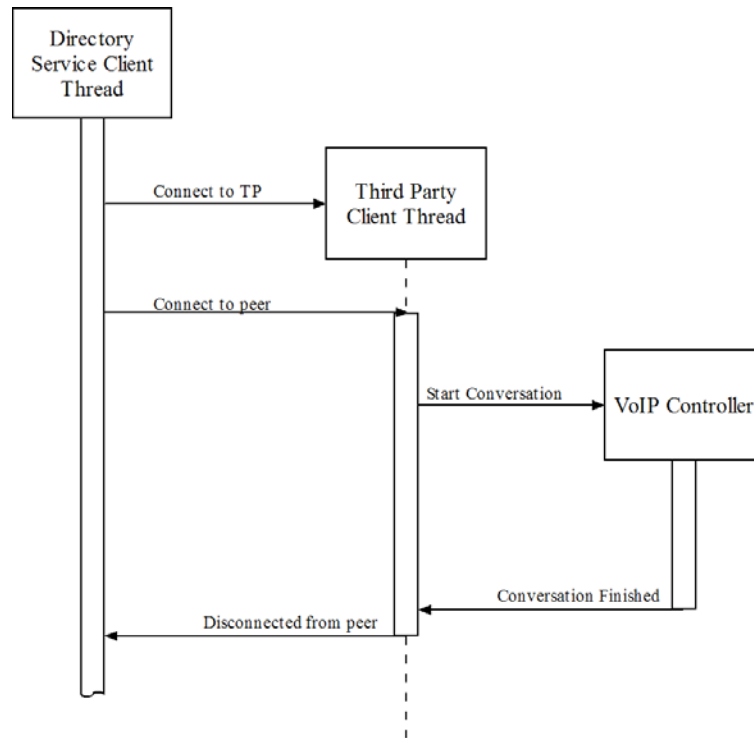 Directory
Service Client
Thread
Connect to TP
Third Party
Client Thread
Connect to peer
Start Conversation
VoIP Controller
Conversation Finished
Disconnected from peer